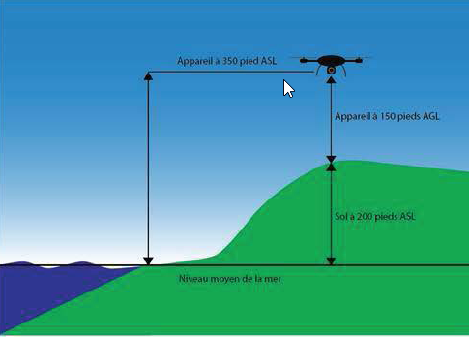 Appareil à 350 pied ASL
Appareil à 150 pieds AGL
Sol à 200 pieds ASL
Niveau moyen de la mer